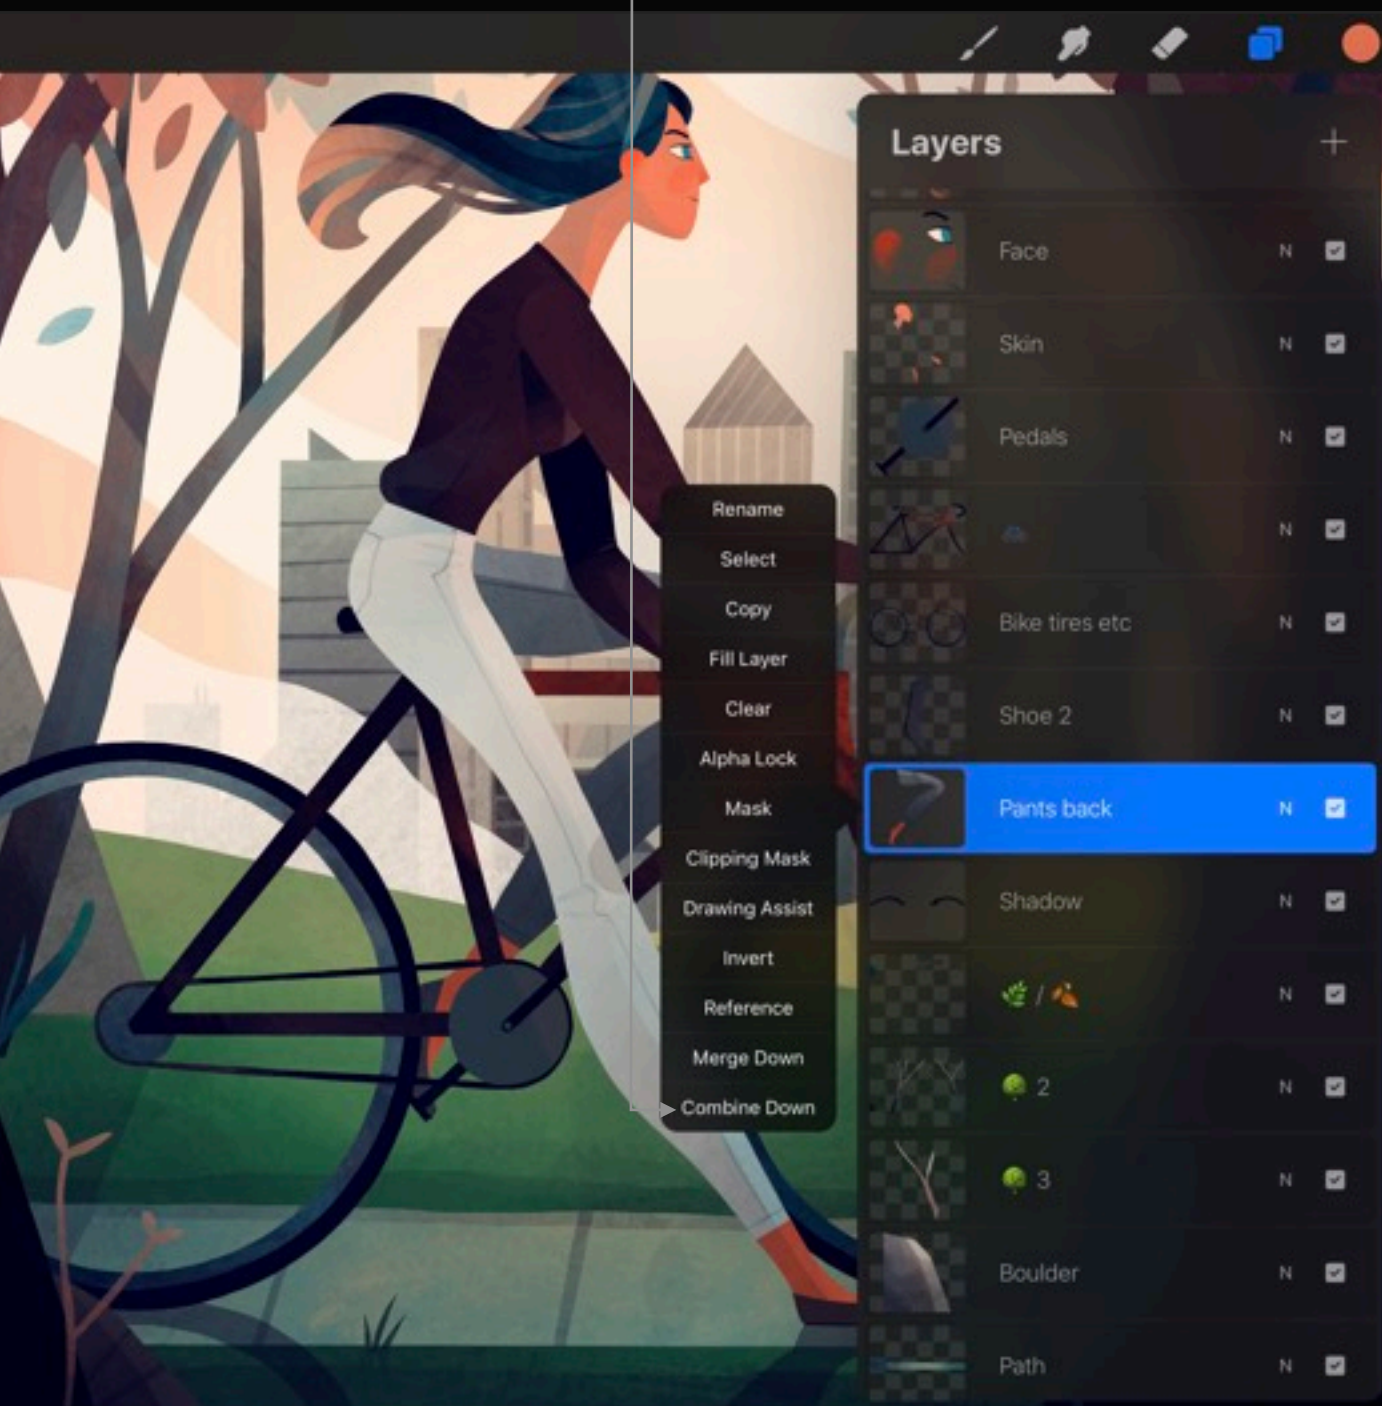 Layers
Face N
Skin N
Pedals N
N
Bike tires etc N
Shoe 2 N
Pants back N
Shadow N
🌿 / 🍂 N
🌳 2 N
🌳 3 N
Boulder N
Path N
Rename
Select
Copy
Fill Layer
Clear
Alpha Lock
Mask
Clipping Mask
Drawing Assist
Invert
Reference
Merge Down
Combine Down